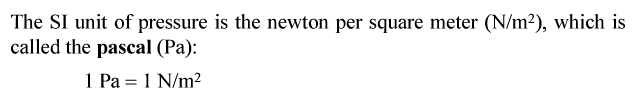 The SI unit of pressure is the newton per square meter (N/m²), which is
called the pascal (Pa):
1 Pa = 1 N/m²